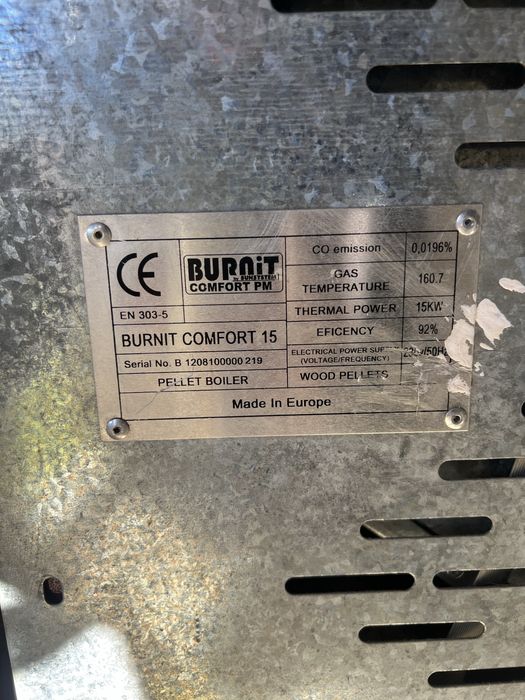 CE
EN 303-5
BURNiT
by SUNSYSTEM
COMFORT PM
BURNIT COMFORT 15
Serial No. B 1208100000 219
PELLET BOILER
CO emission 0,0196%
GAS TEMPERATURE 160.7
THERMAL POWER 15KW
EFICENCY 92%
ELECTRICAL POWER
(VOLTAGE/FREQUENCY)
WOOD PELLETS
Made In Europe